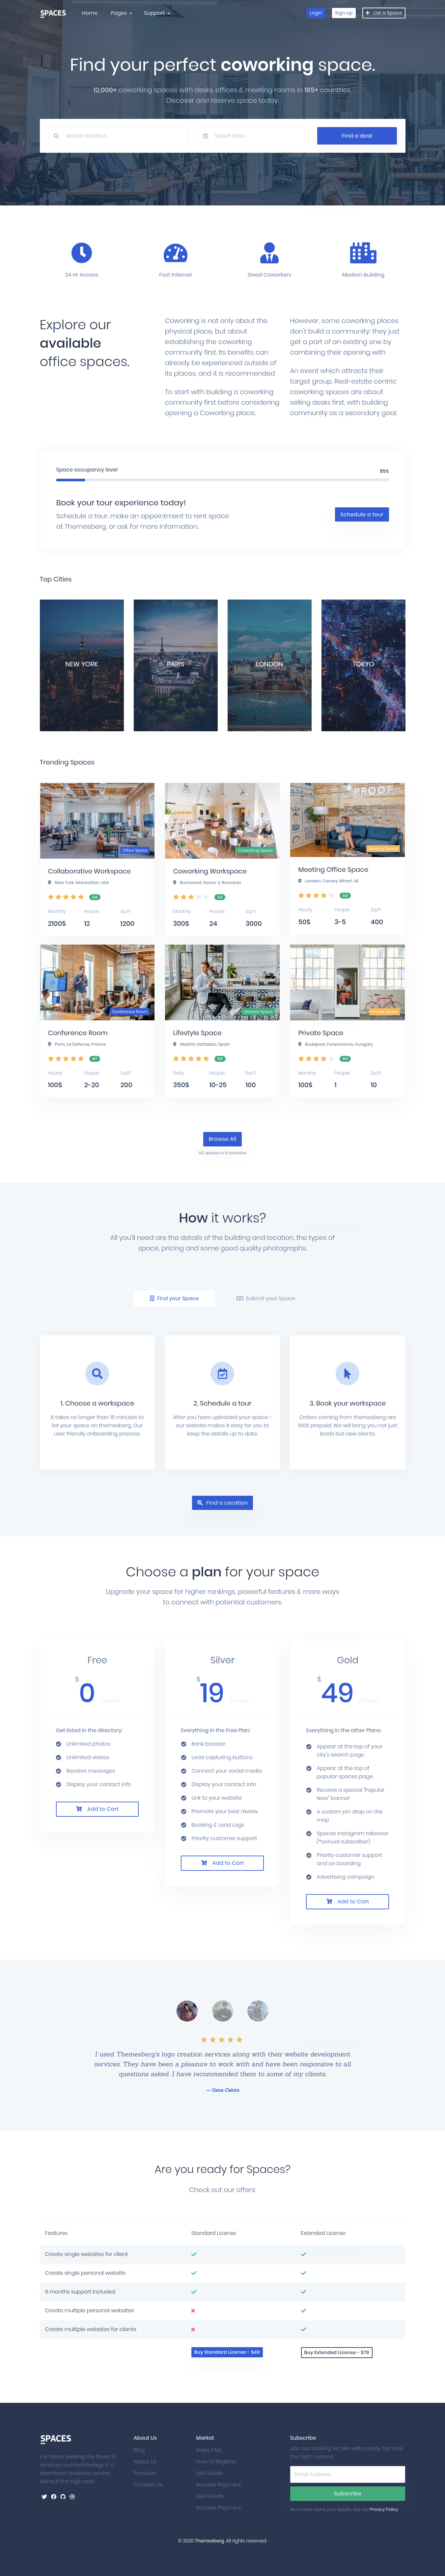 SPACES
Home
Pages
Support
Login
Sign up
List a Space
Find your perfect coworking space.
12,000+ coworking spaces with desks, offices & meeting rooms in 165+ countries.
Discover and reserve space today.
Search location
Select date
Find a desk
24 Hr Access
Fast Internet
Good Coworkers
Modern Building
Explore our
available
office spaces.
Coworking is not only about the
physical place, but about
establishing the coworking
community first. Its benefits can
already be experienced outside of
its places, and it is recommended
To start with building a coworking
community first before considering
opening a Coworking place.
However, some coworking places
don't build a community: they just
get a part of an existing one by
combining their opening with
An event which attracts their
target group. Real-estate centric
coworking spaces are about
selling desks first, with building
community as a secondary goal.
Space occupancy level
85%
Book your tour experience today!
Schedule a tour, make an appointment to rent space
at Themesberg, or ask for more information.
Schedule a tour
Top Cities
NEW YORK
PARIS
LONDON
TOKYO
Trending Spaces
Office Space
Collaborative Workspace
New York, Manhattan, USA
Monthly
People
Sq.Ft
2100$
12
1200
Coworking Space
Coworking Workspace
Bucharest, Sector 2, Romania
Monthly
People
Sq.Ft
300$
24
3000
PROOF
Meeting Space
Meeting Office Space
London, Canary Wharf, UK
Hourly
People
Sq.Ft
50$
3-5
400
Conference Room
Conference Room
Paris, La Défense, France
4.7
Hourly
People
Sq.Ft
100$
2-20
200
Lifestyle Space
Lifestyle Space
Madrid, Hortaleza, Spain
Daily
People
Sq.Ft
350$
10-25
100
Private Space
Private Space
Budapest, Ferencvaros, Hungary
Monthly
People
Sq.Ft
100$
1
10
Browse All
How it works?
All you'll need are the details of the building and location, the types of
space, pricing and some good quality photographs.
Find your Space
Submit your Space
1. Choose a workspace
It takes no longer than 15 minutes to
list your space on themesberg. Our
user friendly onboarding process.
2. Schedule a tour
After you have uploaded your space -
our website makes it easy for you to
keep the details up to date.
3. Book your workspace
Orders coming from themesberg are
100% prepaid. We will bring you not just
leads but new clients.
Find a Location
Choose a plan for your space
Upgrade your space for higher rankings, powerful features & more ways
to connect with potential customers.
Free
$
0
Get listed in the directory:
Unlimited photos
Unlimited videos
Receive messages
Display your contact info
Add to Cart
Silver
$
19
Everything in the Free Plan:
Rank booster
Lead capturing buttons
Connect your social media
Display your contact info
Link to your website
Promote your best review
Booking & Lead Logs
Priority customer support
Add to Cart
Gold
$
49
Everything in the other Plans:
Appear at the top of your
city's search page
Appear at the top of
popular spaces page
Receive a special "Popular
Now" banner
A custom pin drop on the
map
Spaces Instagram takeover
(*annual subscriber)
Priority customer support
and on boarding
Advertising campaign
Add to Cart
I used Themesberg's logo creation services along with their website development
services. They have been a pleasure to work with and have been responsive to all
questions asked. I have recommended them to some of my clients.
— Oana Calota
Are you ready for Spaces?
Check out our offers:
Features
Standard License
Extended License
Create single websites for client
Create single personal website
6 months support included
Create multiple personal websites
Create multiple websites for clients
Buy Standard License - $49
Buy Extended License - $79
SPACES
For those seeking the finest in
services and technology in a
downtown business center,
without the high cost.
About Us
Blog
About Us
Products
Contact Us
Market
Sales FAQ
How to Register
Sell Goods
Receive Payment
Sell Goods
Receive Payment
Subscribe
Join our mailing list. We write rarely, but only
the best content.
Email Address
Subscribe
We'll never share your details. See our Privacy Policy
© 2020 Themesberg. All rights reserved.